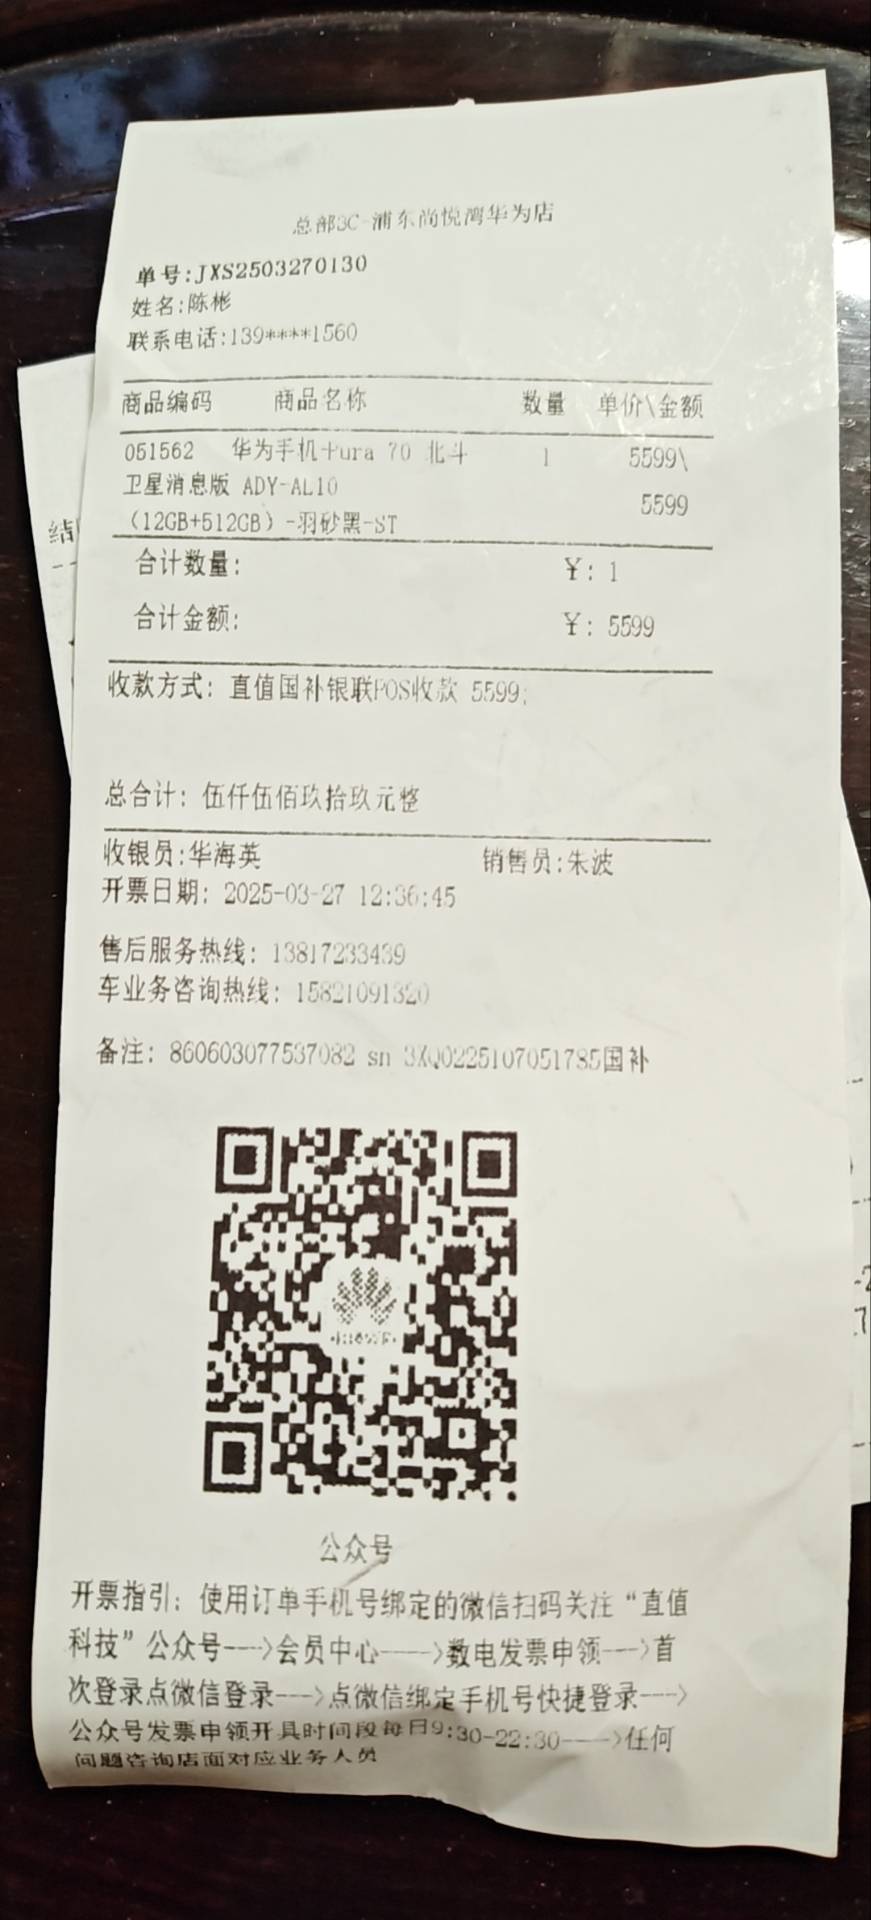 总部3C-浦东尚悦湾华为店
单号:JXS2503270130
姓名:陈彬
联系电话:139****1560
商品编码 商品名称 数量 单价\金额
051562 华为手机Pura 70 北斗 1 5599\
卫星消息版 ADY-AL10 5599
（12GB+512GB）-羽砂黑-ST
合计数量: ¥: 1
合计金额: ¥: 5599
收款方式: 直值国补银联POS收款 5599;
总合计: 伍仟伍佰玖拾玖元整
收银员:华海英 销售员:朱波
开票日期: 2025-03-27 12:36:45
售后服务热线: 13817233439
车业务咨询热线: 15821091320
备注: 860603077537082 sn 3XQ0225107051785国补
公众号
开票指引: 使用订单手机号绑定的微信扫码关注“直值
科技”公众号--->会员中心---->数电发票申领--->首
次登录点微信登录--->点微信绑定手机号快捷登录--->
公众号发票申领开具时间段每日9:30-22:30---->任何
问题咨询店面对应业务人员